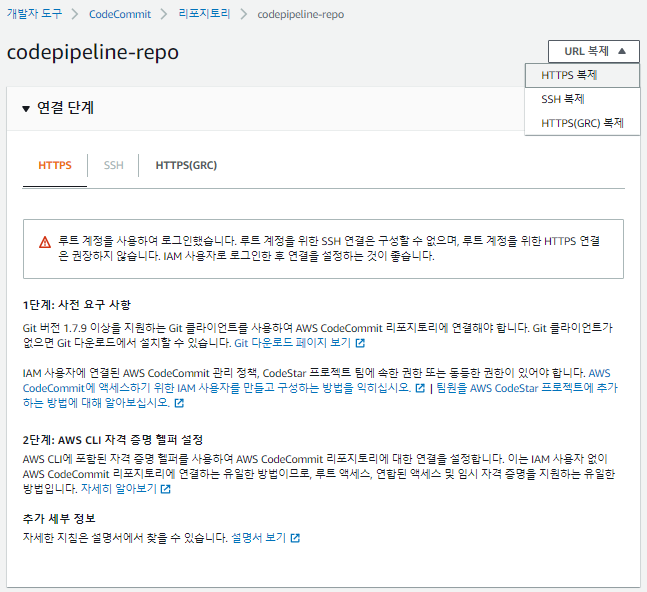 개발자 도구 > CodeCommit > 리포지토리 > codepipeline-repo
codepipeline-repo
URL 복제 ▲
HTTPS 복제
SSH 복제
HTTPS(GRC) 복제
▼ 연결 단계
HTTPS SSH HTTPS(GRC)
루트 계정을 사용하여 로그인했습니다. 루트 계정을 위한 SSH 연결은 구성할 수 없으며, 루트 계정을 위한 HTTPS 연결
은 권장하지 않습니다. IAM 사용자로 로그인한 후 연결을 설정하는 것이 좋습니다.
1단계: 사전 요구 사항
Git 버전 1.7.9 이상을 지원하는 Git 클라이언트를 사용하여 AWS CodeCommit 리포지토리에 연결해야 합니다. Git 클라이언트가
없으면 Git 다운로드에서 설치할 수 있습니다. Git 다운로드 페이지 보기
IAM 사용자에 연결된 AWS CodeCommit 관리 정책, CodeStar 프로젝트 팀에 속한 권한 또는 동등한 권한이 있어야 합니다. AWS
CodeCommit에 액세스하기 위한 IAM 사용자를 만들고 구성하는 방법을 익히십시오. | 팀원을 AWS CodeStar 프로젝트에 추가
하는 방법에 대해 알아보십시오.
2단계: AWS CLI 자격 증명 헬퍼 설정
AWS CLI에 포함된 자격 증명 헬퍼를 사용하여 AWS CodeCommit 리포지토리에 대한 연결을 설정합니다. 이는 IAM 사용자 없이
AWS CodeCommit 리포지토리에 연결하는 유일한 방법이므로, 루트 액세스, 연합된 액세스 및 임시 자격 증명을 지원하는 유일한
방법입니다. 자세히 알아보기
추가 세부 정보
자세한 지침은 설명서에서 찾을 수 있습니다. 설명서 보기